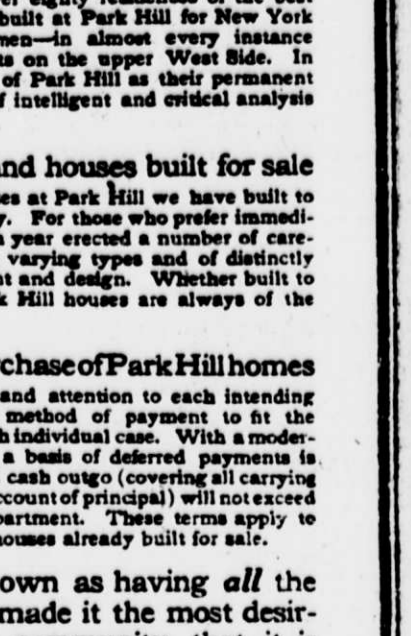 built at Park Hill for New York
men—in almost every instance
ts on the upper West Side. In
of Park Hill as their permanent
f intelligent and critical analysis
and houses built for sale
es at Park Hill we have built to
y. For those who prefer immedi-
a year erected a number of care-
varying types and of distinctly
nt and design. Whether built to
k Hill houses are always of the
rchase of Park Hill homes
and attention to each intending
method of payment to fit the
h individual case. With a moder-
a basis of deferred payments is
cash outgo (covering all carrying
ccount of principal) will not exceed
partment. These terms apply to
houses already built for sale.
own as having all the
made it the most desir-